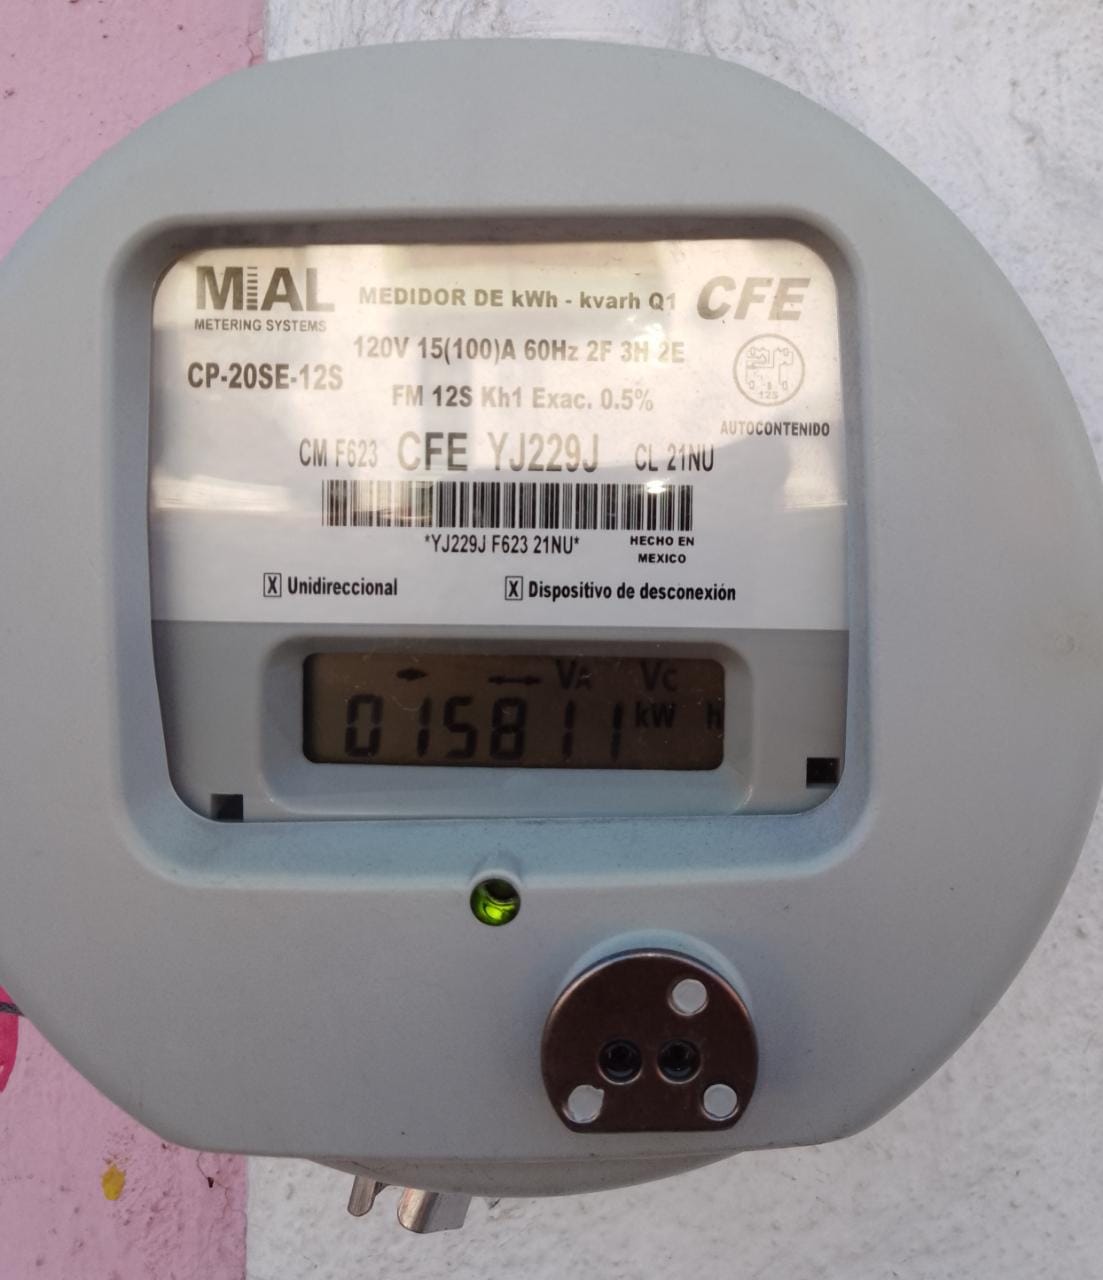 MIAL
METERING SYSTEMS
MEDIDOR DE kWh - kvarh Q1
CFE
120V 15(100)A 60Hz 2F 3H 2E
CP-20SE-12S
FM 12S Kh1 Exac. 0.5%
12S
AUTOCONTENIDO
CM F623 CFE YJ229J CL 21NU
*YJ229J F623 21NU*
HECHO EN
MEXICO
X Unidireccional
X Dispositivo de desconexión
VA VC
015811 kW h